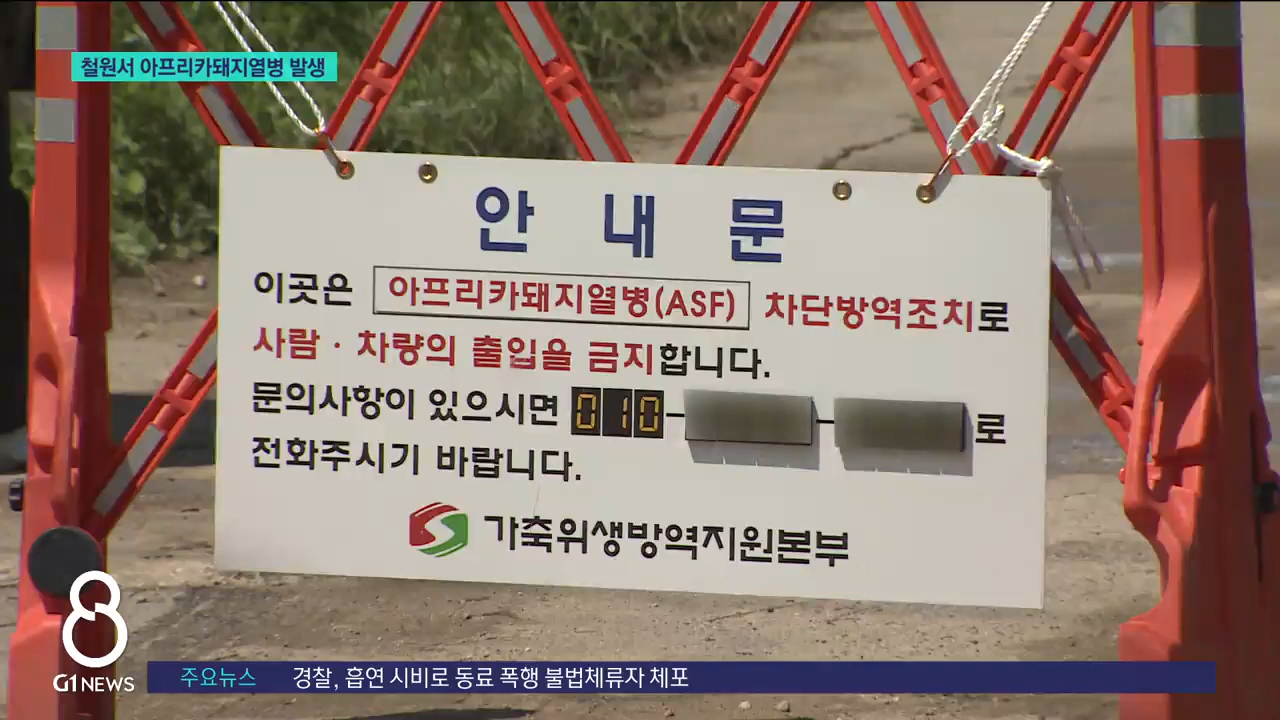 철원서 아프리카돼지열병 발생
안 내 문
이곳은 아프리카돼지열병(ASF) 차단방역조치로
사람 · 차량의 출입을 금지합니다.
문의사항이 있으시면 010- - 로
전화주시기 바랍니다.
가축위생방역지원본부
8
G1 NEWS
주요뉴스 경찰, 흡연 시비로 동료 폭행 불법체류자 체포